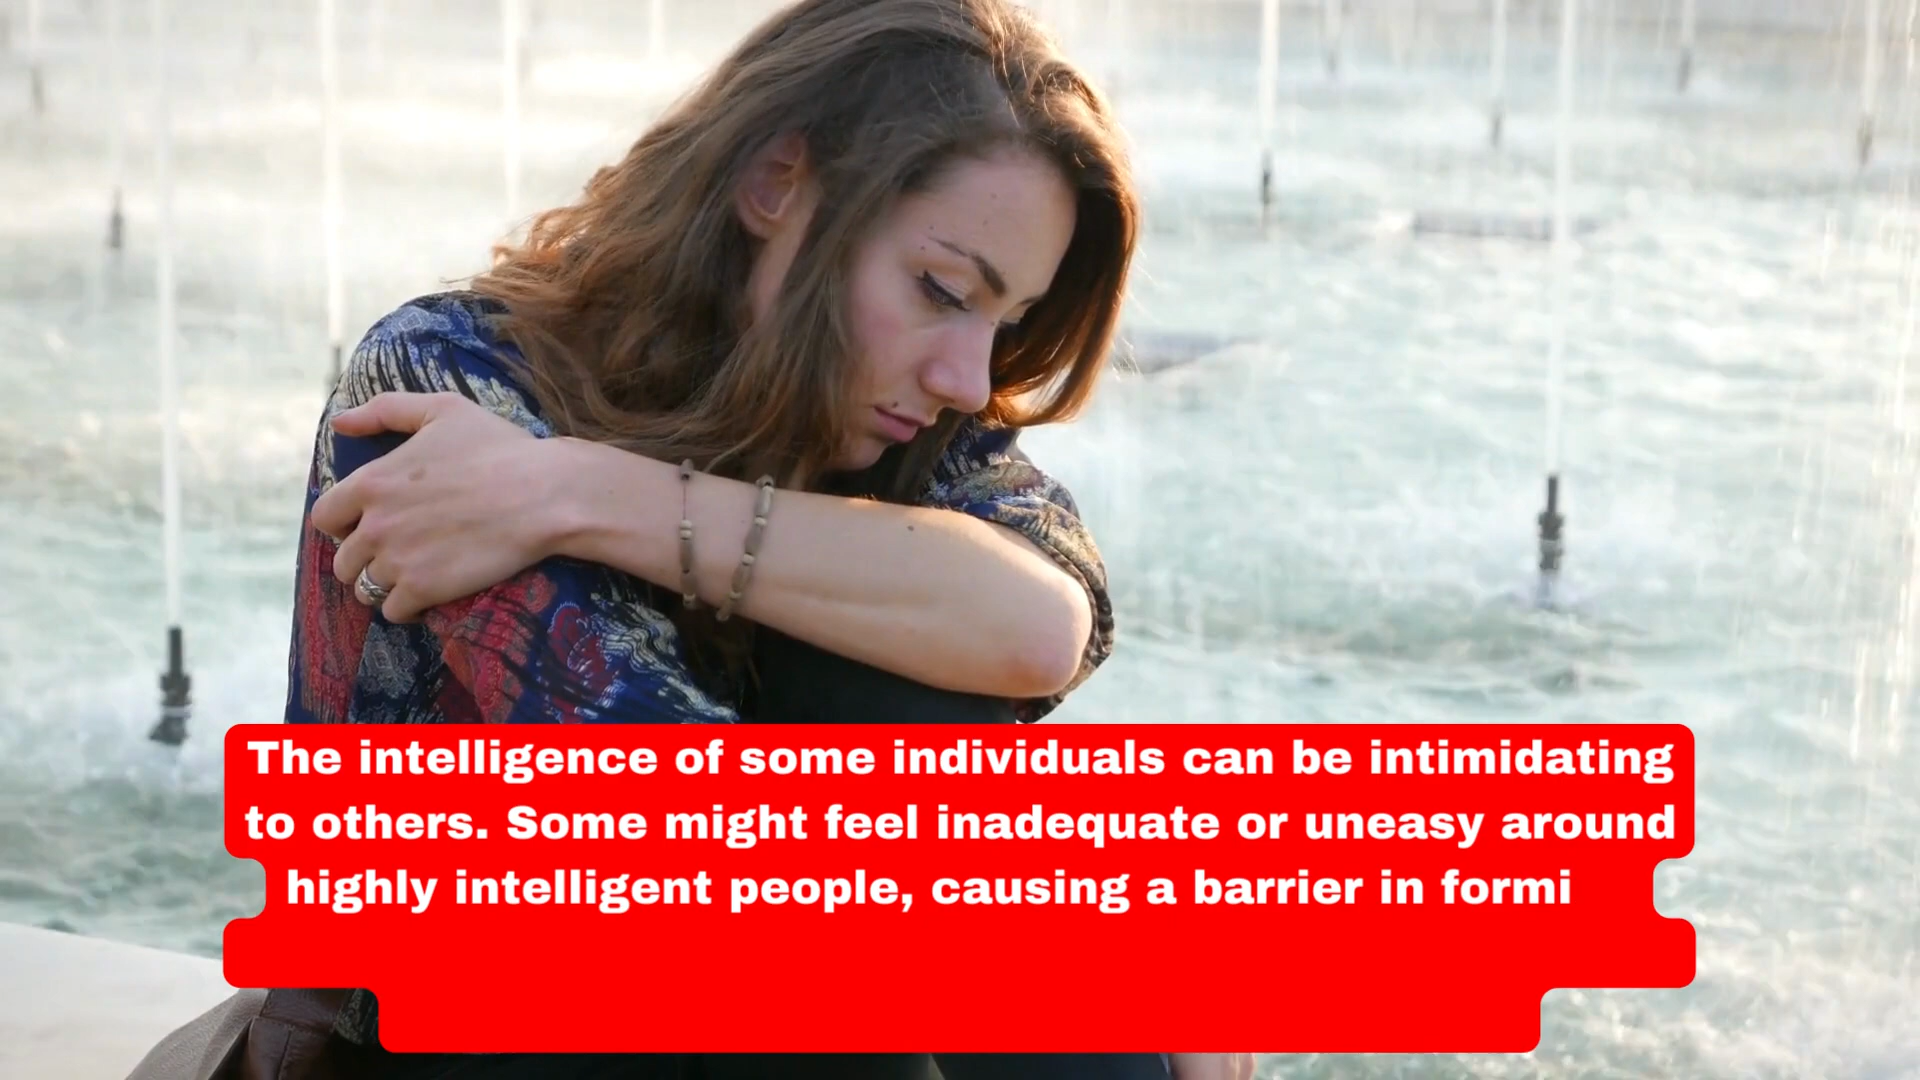 The intelligence of some individuals can be intimidating
to others. Some might feel inadequate or uneasy around
highly intelligent people, causing a barrier in formi